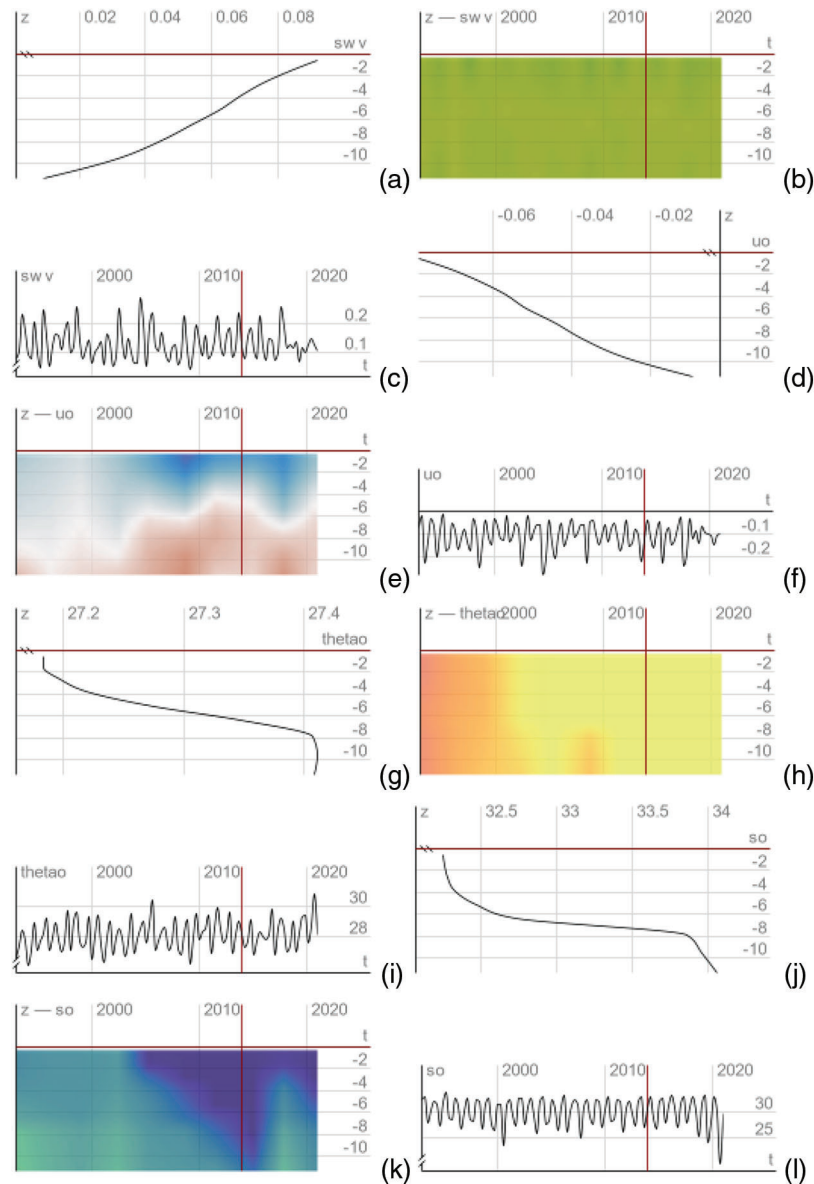 z 0.02 0.04 0.06 0.08
sw v
-2
-4
-6
-8
-10
(a)
z — sw v 2000 2010 2020
t
-2
-4
-6
-8
-10
(b)
sw v 2000 2010 2020
0.2
0.1
t
(c)
-0.06 -0.04 -0.02 z
uo
-2
-4
-6
-8
-10
(d)
z — uo 2000 2010 2020
t
-2
-4
-6
-8
-10
(e)
uo 2000 2010 2020
t
-0.1
-0.2
(f)
z 27.2 27.3 27.4
thetao
-2
-4
-6
-8
-10
(g)
z — thetao 2000 2010 2020
t
-2
-4
-6
-8
-10
(h)
thetao 2000 2010 2020
30
28
t
(i)
z 32.5 33 33.5 34
so
-2
-4
-6
-8
-10
(j)
z — so 2000 2010 2020
t
-2
-4
-6
-8
-10
(k)
so 2000 2010 2020
30
25
t
(l)